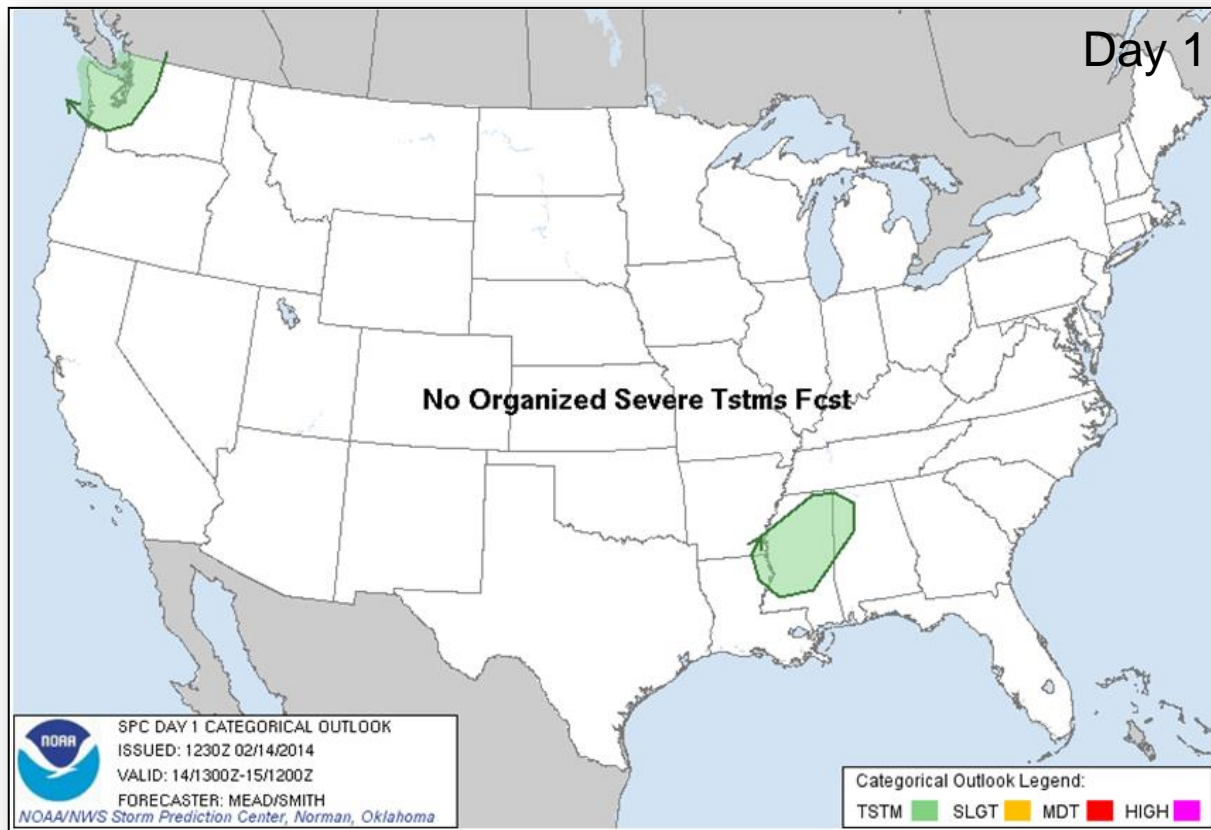 Day 1
No Organized Severe Tstms Fcst
NOAA
SPC DAY 1 CATEGORICAL OUTLOOK
ISSUED: 1230Z 02/14/2014
VALID: 14/1300Z-15/1200Z
FORECASTER: MEAD/SMITH
NOAA/NWS Storm Prediction Center, Norman, Oklahoma
Categorical Outlook Legend:
TSTM SLGT MDT HIGH